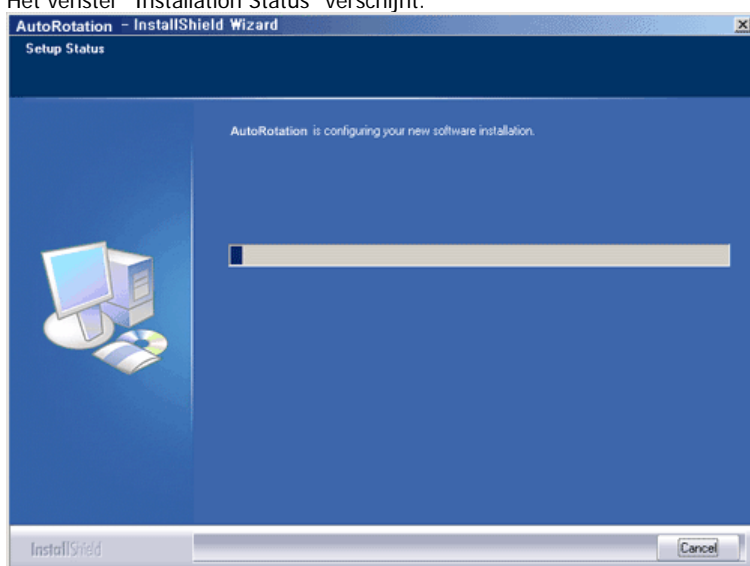 Het venster "Installation Status" verschijnt.
AutoRotation - InstallShield Wizard
Setup Status
AutoRotation is configuring your new software installation.
InstallShield
Cancel